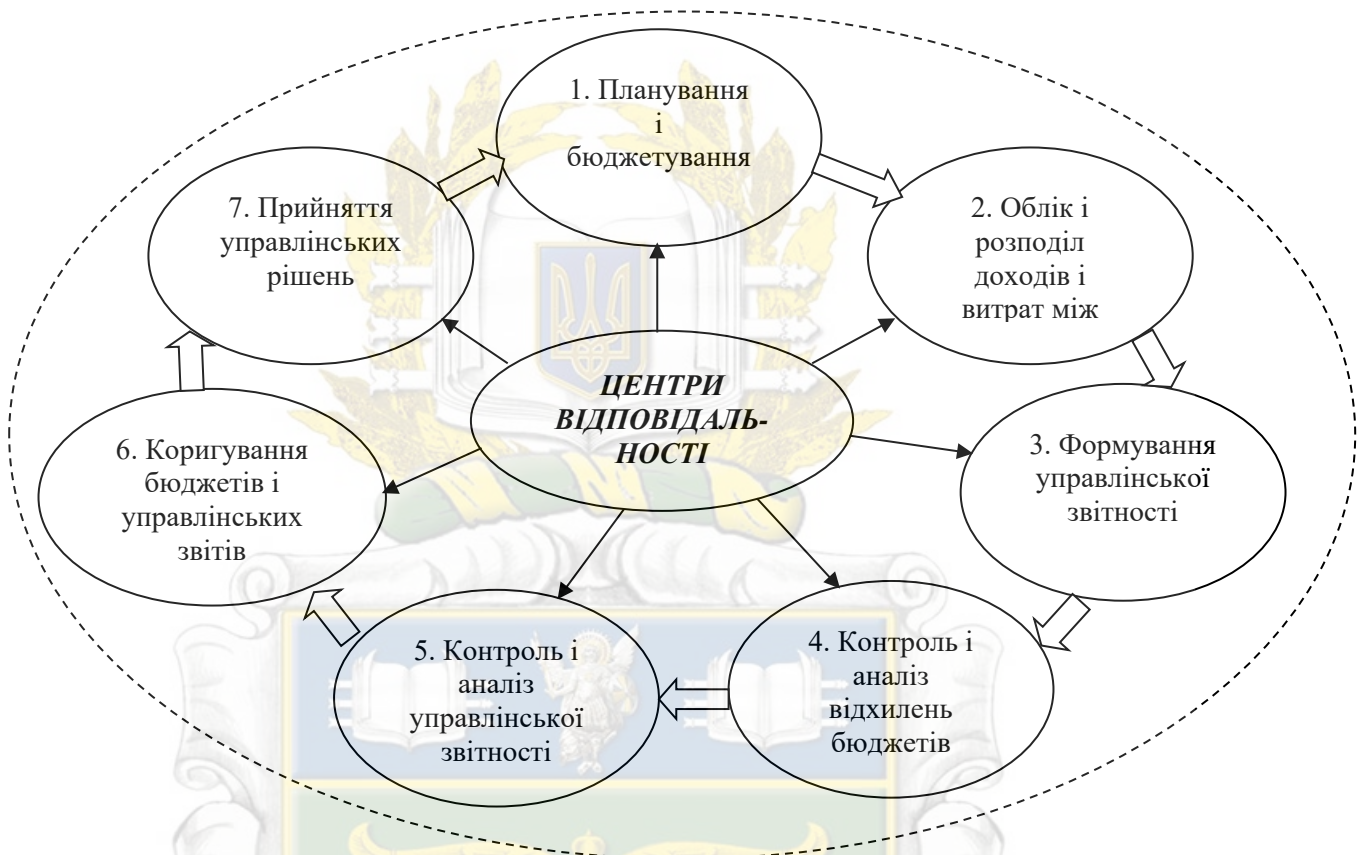 1. Планування
і
бюджетування
2. Облік і
розподіл
доходів і
витрат між
3. Формування
управлінської
звітності
4. Контроль і
аналіз
відхилень
бюджетів
5. Контроль і
аналіз
управлінської
звітності
6. Коригування
бюджетів і
управлінських
звітів
7. Прийняття
управлінських
рішень
ЦЕНТРИ
ВІДПОВІДАЛЬ-
НОСТІ